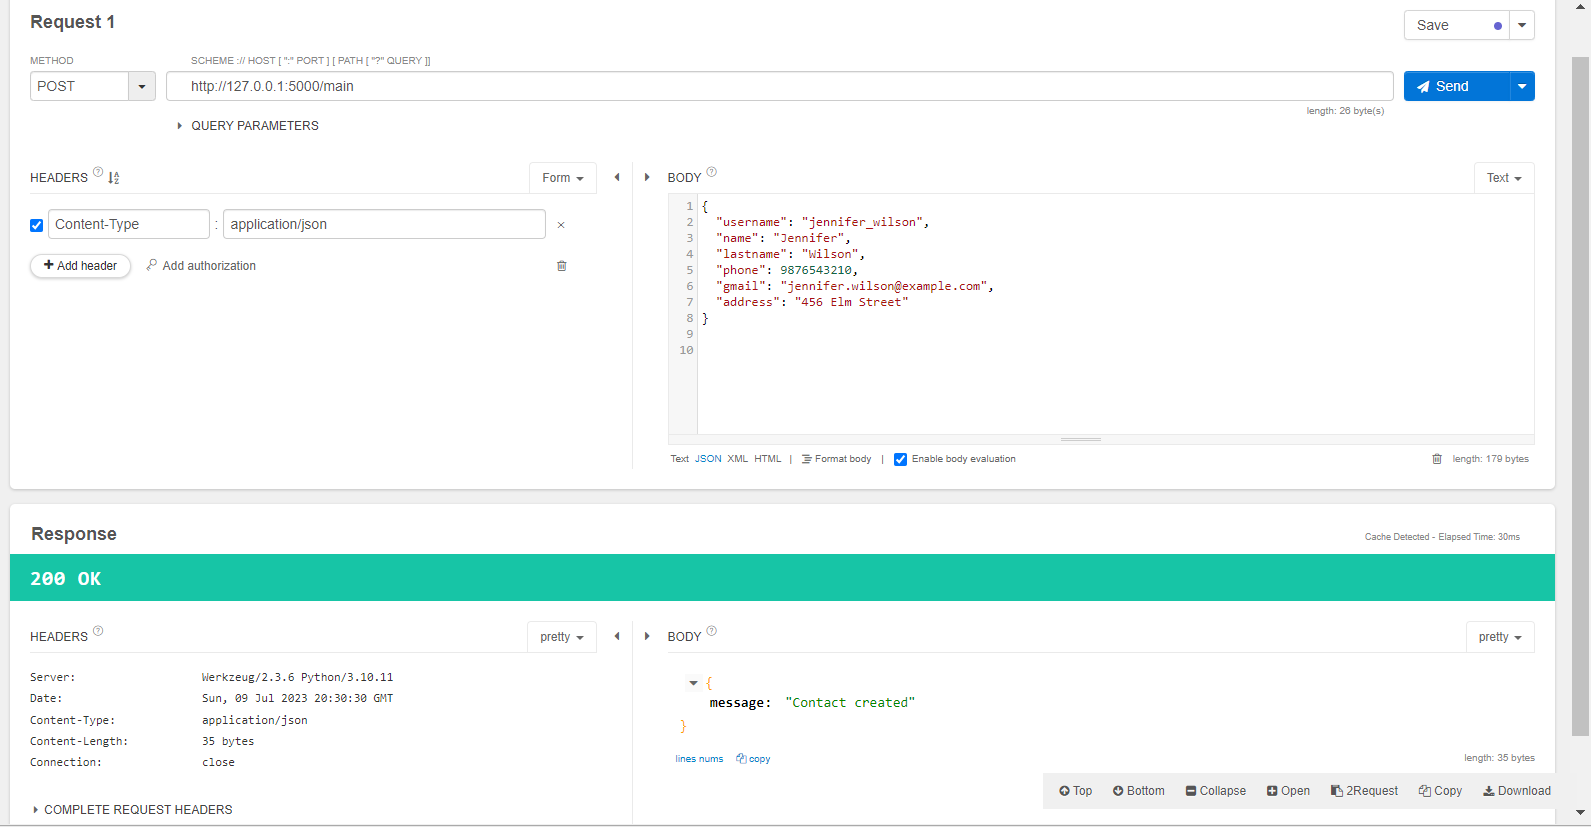 Request 1
Save
METHOD
SCHEME :// HOST [ ":" PORT ] [ PATH [ "?" QUERY ]]
POST
http://127.0.0.1:5000/main
Send
length: 26 byte(s)
QUERY PARAMETERS
HEADERS ?
Form
BODY ?
Text
Content-Type : application/json ×
+ Add header
Add authorization
1 {
2 "username": "jennifer_wilson",
3 "name": "Jennifer",
4 "lastname": "Wilson",
5 "phone": 9876543210,
6 "gmail": "jennifer.wilson@example.com",
7 "address": "456 Elm Street"
8 }
9
10
Text JSON XML HTML | Format body | Enable body evaluation
length: 179 bytes
Response
Cache Detected - Elapsed Time: 30ms
200 OK
HEADERS ?
pretty
BODY ?
pretty
Server: Werkzeug/2.3.6 Python/3.10.11
Date: Sun, 09 Jul 2023 20:30:30 GMT
Content-Type: application/json
Content-Length: 35 bytes
Connection: close
{
message: "Contact created"
}
lines nums copy
length: 35 bytes
Top Bottom Collapse Open 2Request Copy Download
COMPLETE REQUEST HEADERS